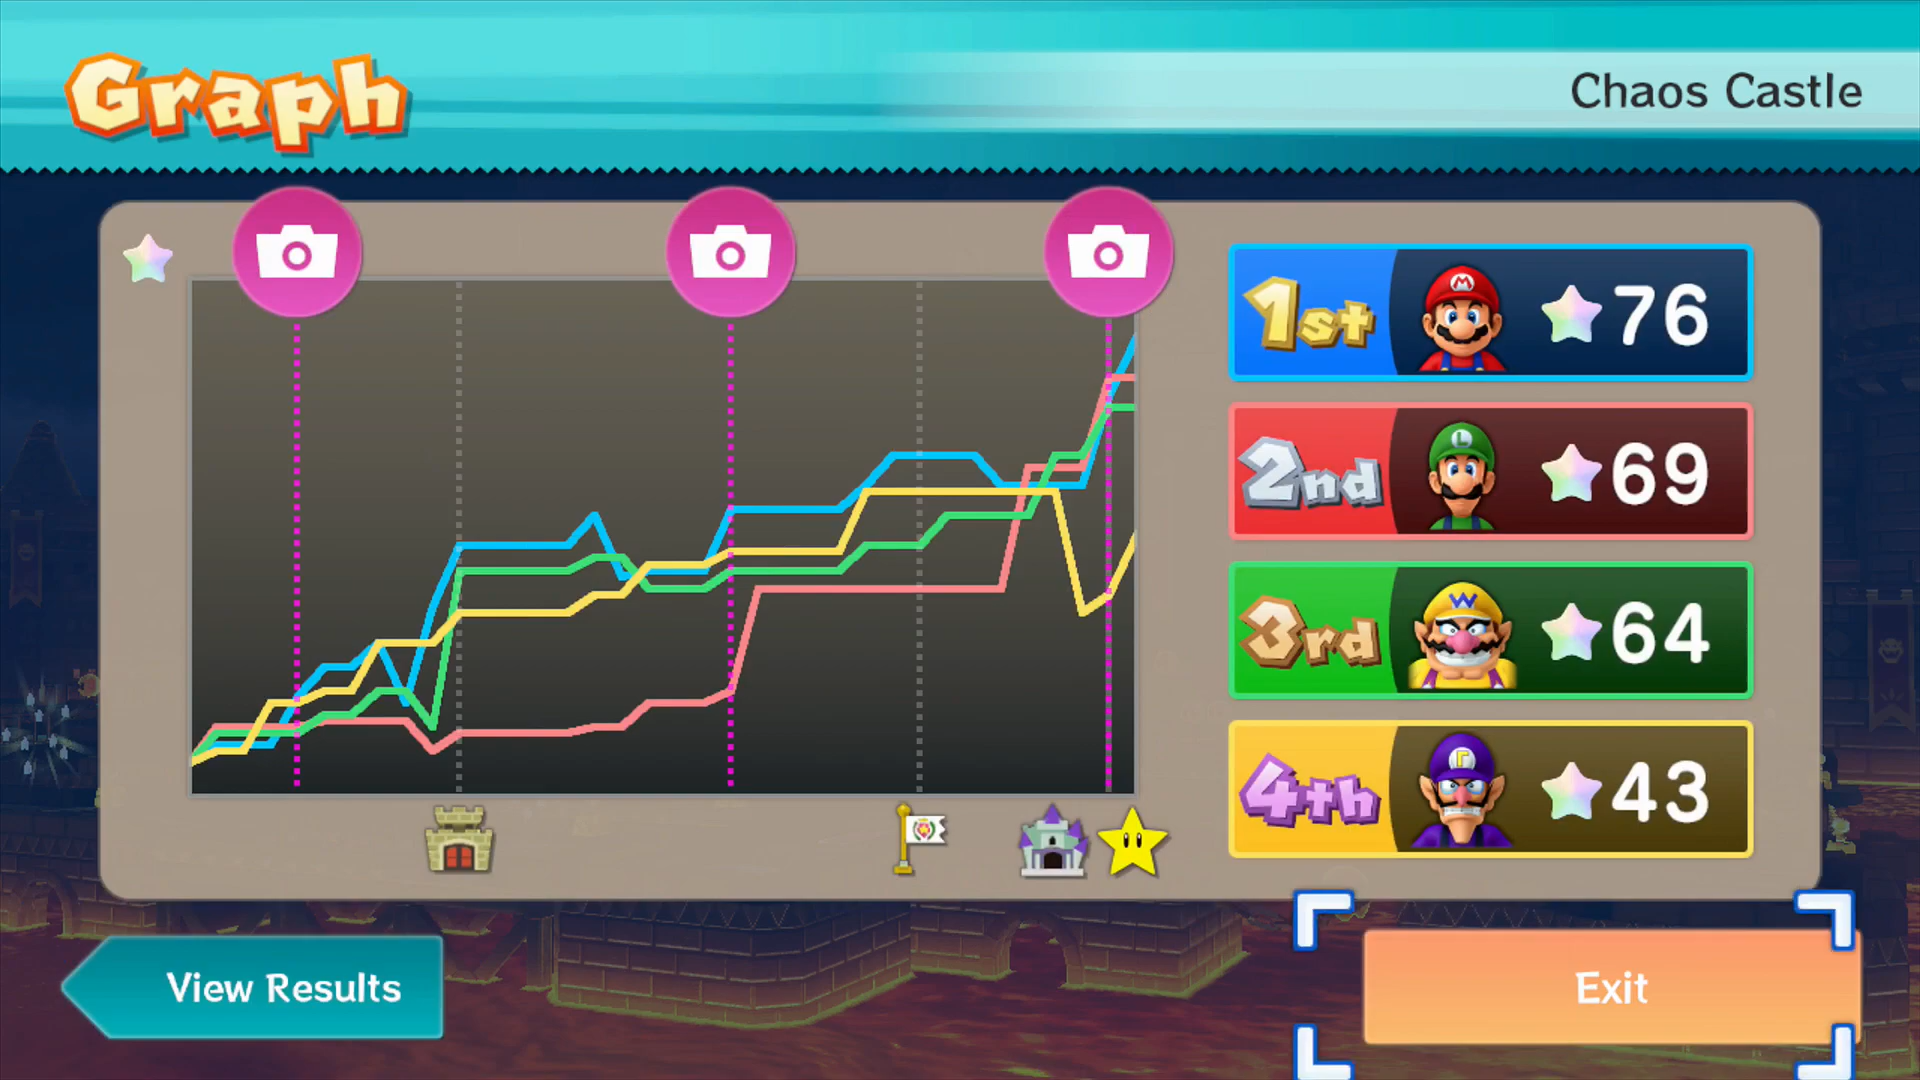 Graph
Chaos Castle
1st 76
2nd 69
3rd 64
4th 43
View Results
Exit